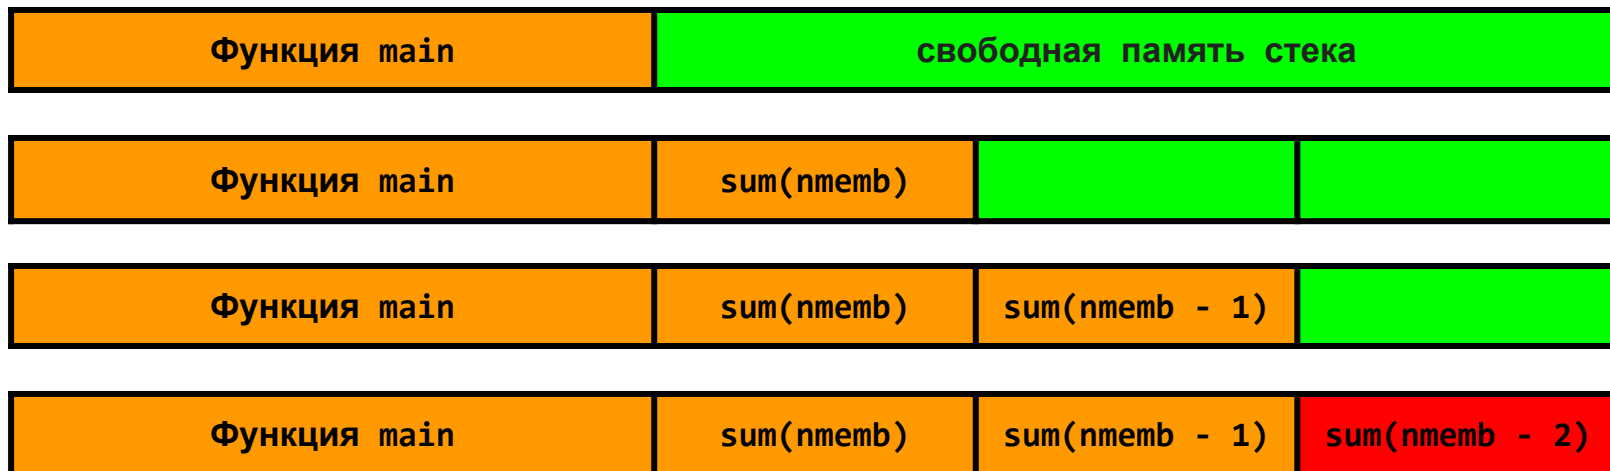 Функция main свободная память стека
Функция main sum(nmemb)
Функция main sum(nmemb) sum(nmemb - 1)
Функция main sum(nmemb) sum(nmemb - 1) sum(nmemb - 2)